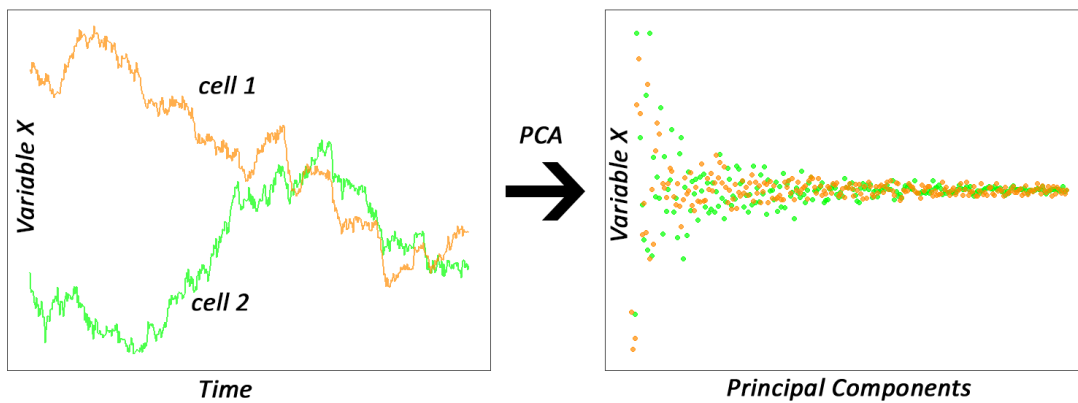 Variable X
cell 1
cell 2
Time
PCA
Variable X
Principal Components